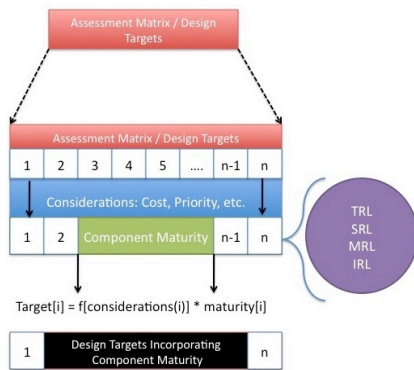 Assessment Matrix / Design
Targets
Assessment Matrix / Design Targets
1 2 3 4 5 .... n-1 n
Considerations: Cost, Priority, etc.
1 2 Component Maturity n-1 n
TRL
SRL
MRL
IRL
Target[i] = f[considerations(i)] * maturity[i]
1 Design Targets Incorporating n
Component Maturity